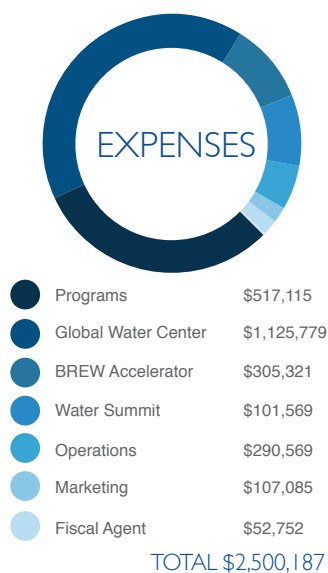 EXPENSES
Programs $517,115
Global Water Center $1,125,779
BREW Accelerator $305,321
Water Summit $101,569
Operations $290,569
Marketing $107,085
Fiscal Agent $52,752
TOTAL $2,500,187